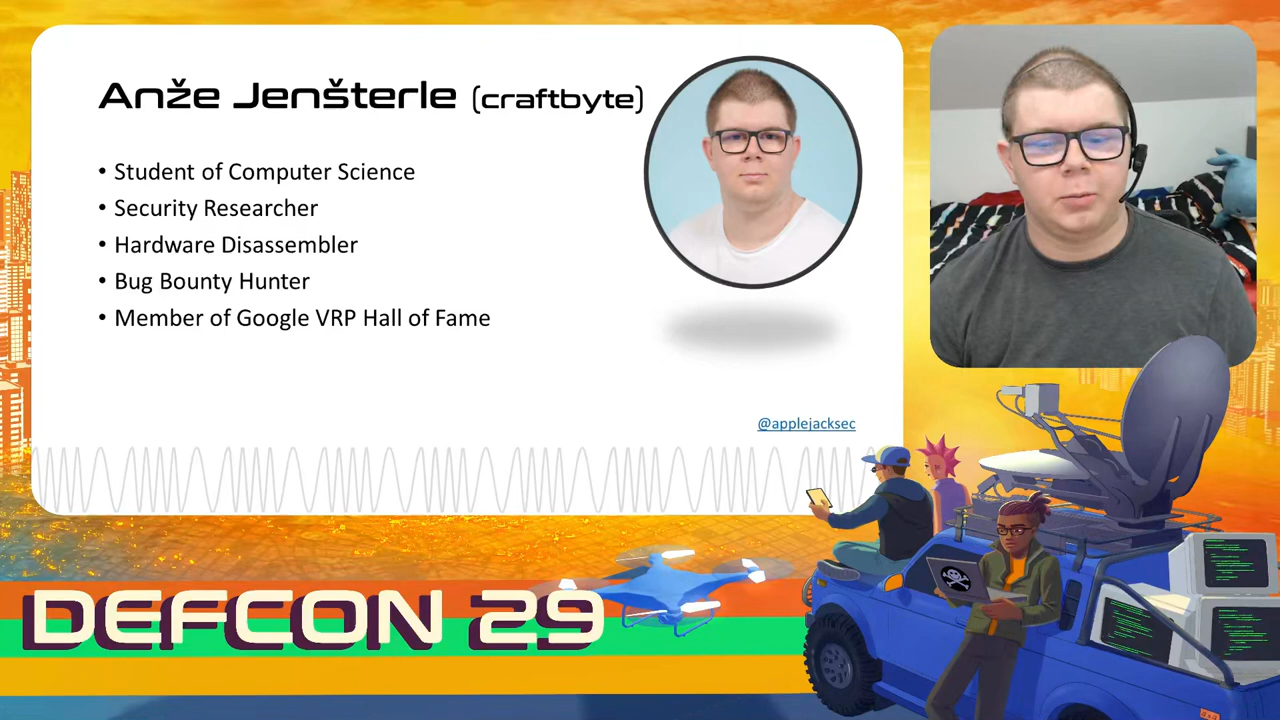 Anže Jenšterle (craftbyte)
• Student of Computer Science
• Security Researcher
• Hardware Disassembler
• Bug Bounty Hunter
• Member of Google VRP Hall of Fame
@applejacksec
DEFCON 29